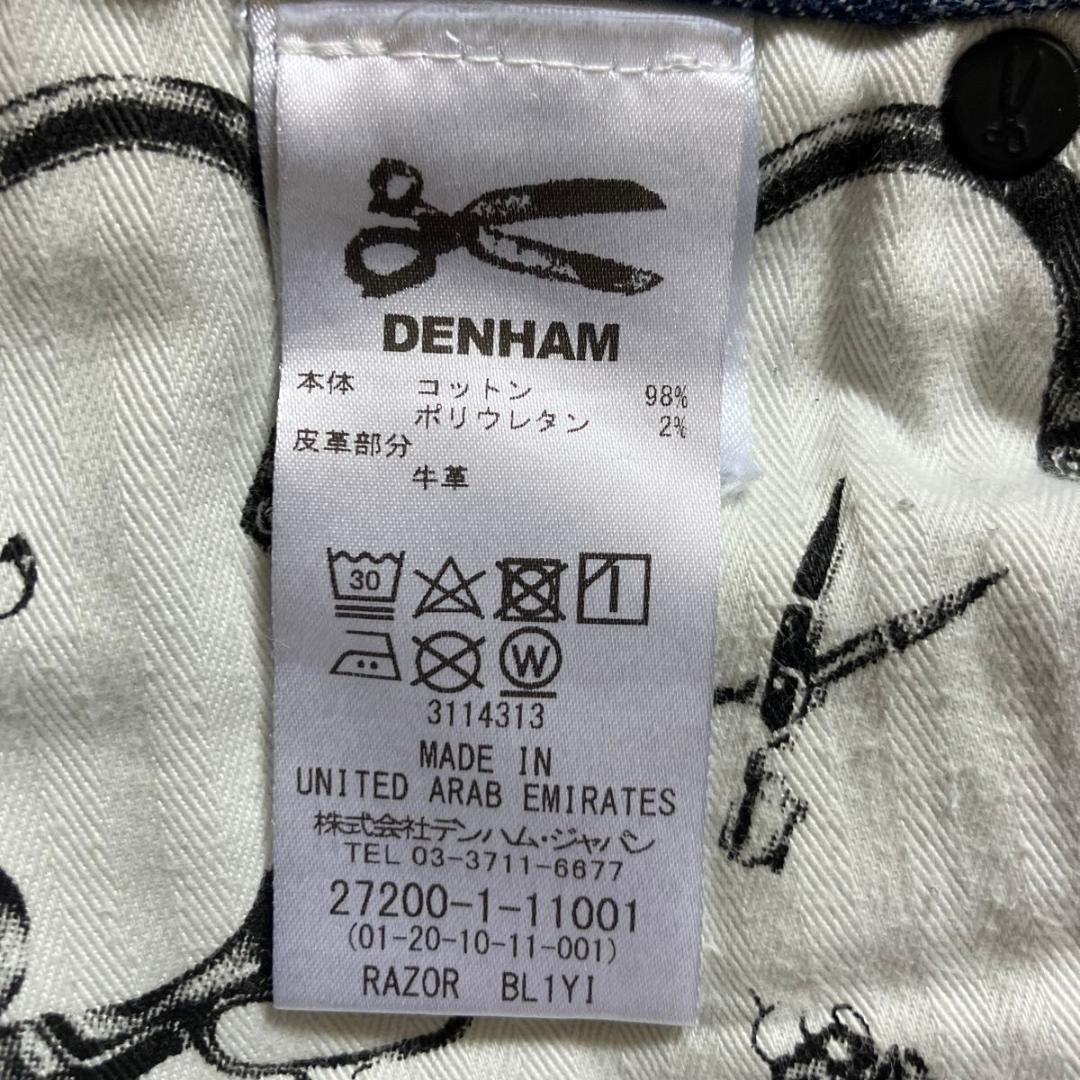 DENHAM
本体 コットン 98%
ポリウレタン 2%
皮革部分
牛革
30
W
3114313
MADE IN
UNITED ARAB EMIRATES
株式会社デンハム・ジャパン
TEL 03-3711-6677
27200-1-11001
(01-20-10-11-001)
RAZOR BL1YI